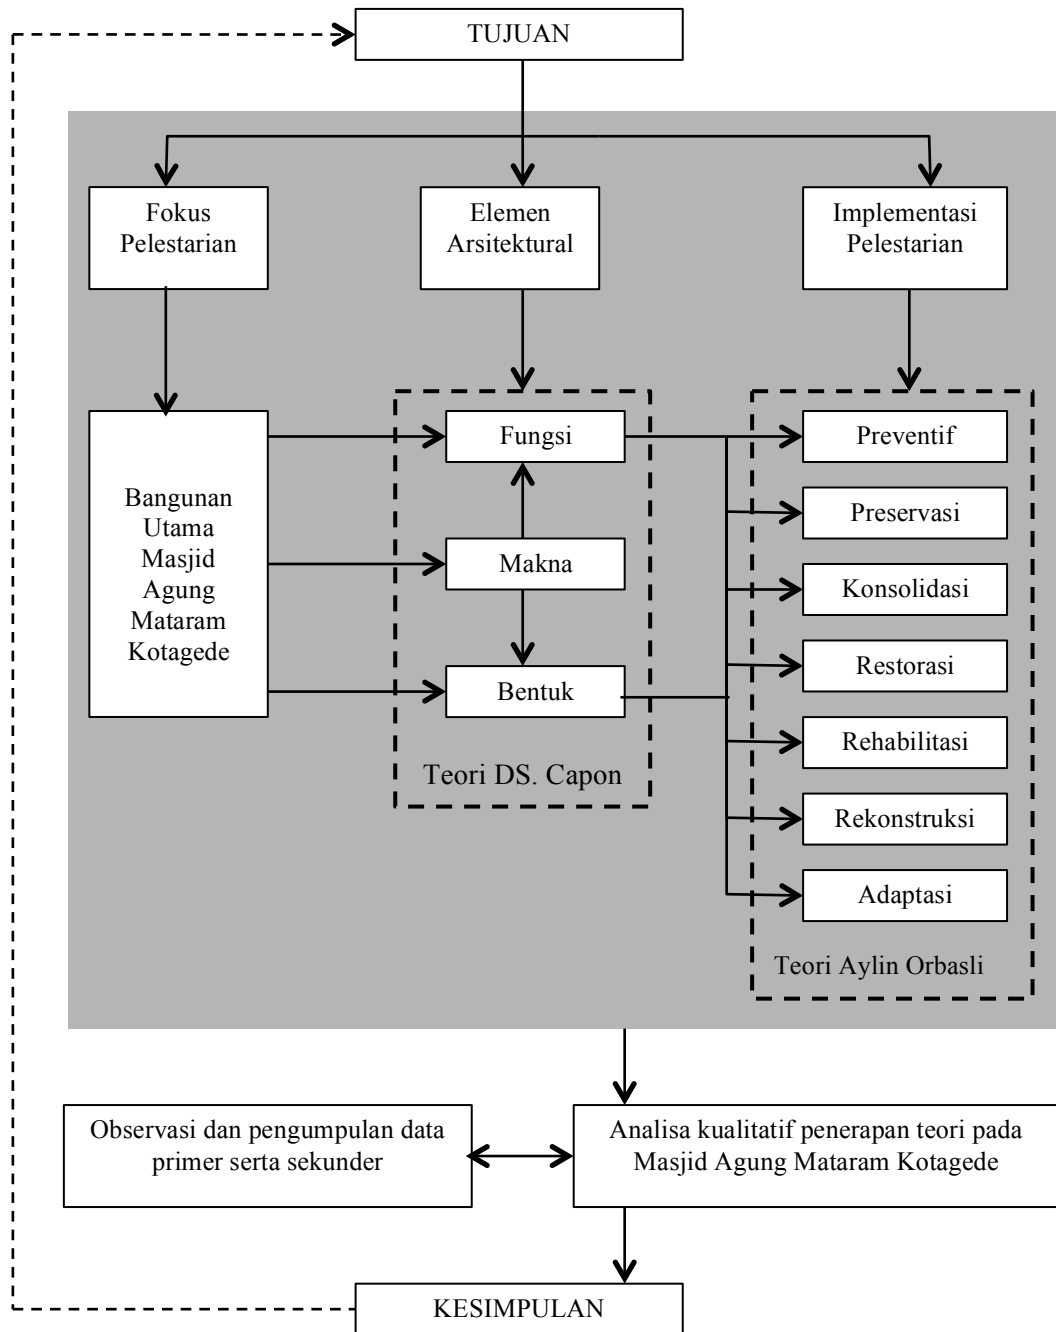 TUJUAN
Fokus
Pelestarian
Elemen
Arsitektural
Implementasi
Pelestarian
Bangunan
Utama
Masjid
Agung
Mataram
Kotagede
Fungsi
Makna
Bentuk
Teori DS. Capon
Preventif
Preservasi
Konsolidasi
Restorasi
Rehabilitasi
Rekonstruksi
Adaptasi
Teori Aylin Orbasli
Observasi dan pengumpulan data
primer serta sekunder
Analisa kualitatif penerapan teori pada
Masjid Agung Mataram Kotagede
KESIMPULAN